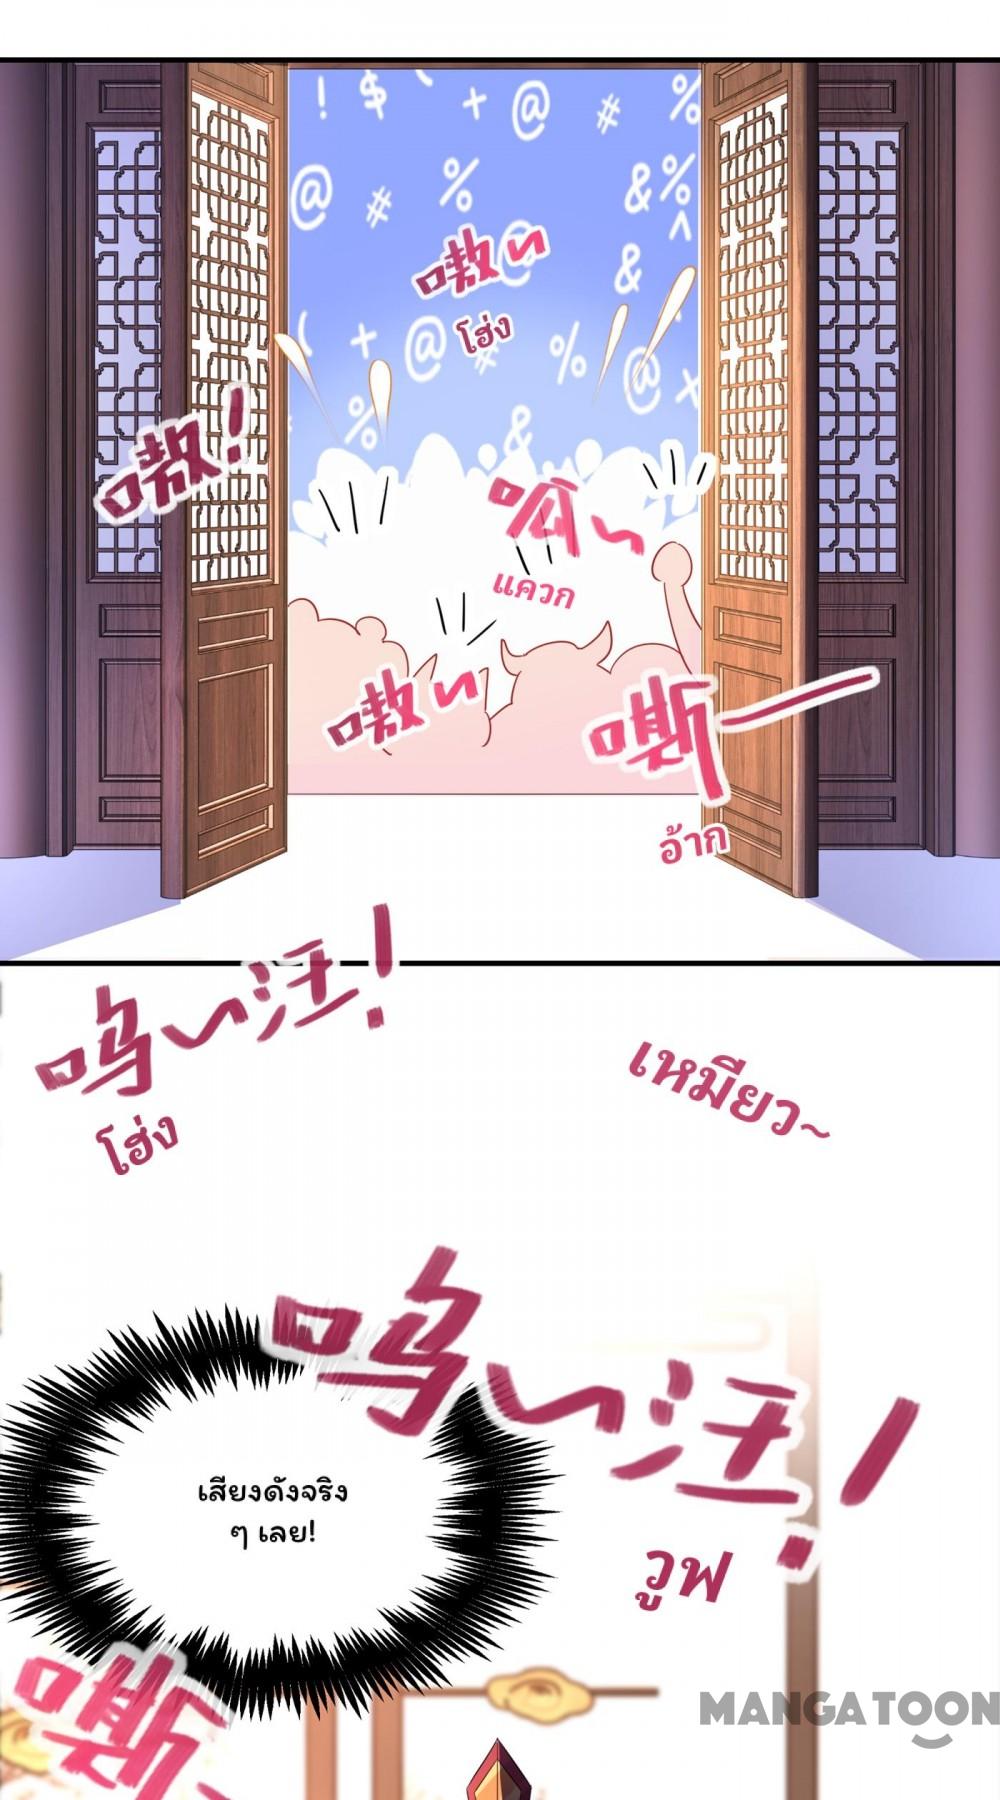 嗷~
โฮ่ง
嗷!
呱~
แควก
嗷~
嘶—
อ้าก
呜~汪!
โฮ่ง
เหมียว~
呜~汪!
เสียงดังจริง
ๆ เลย!
วูฟ
嘶
MANGATOON